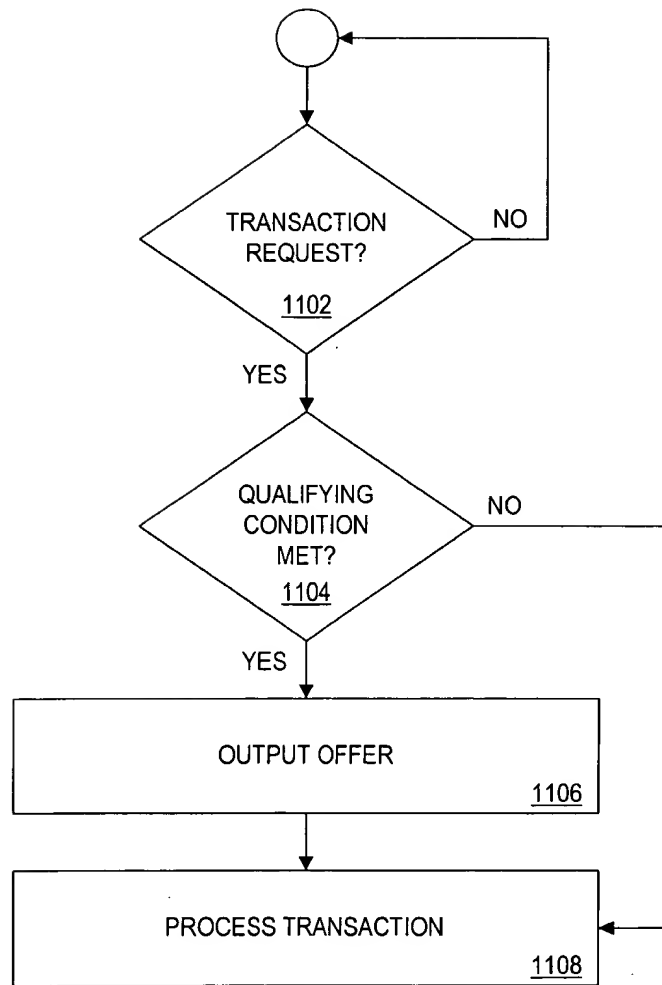 TRANSACTION
REQUEST?
1102
NO
YES
QUALIFYING
CONDITION
MET?
1104
NO
YES
OUTPUT OFFER
1106
PROCESS TRANSACTION
1108